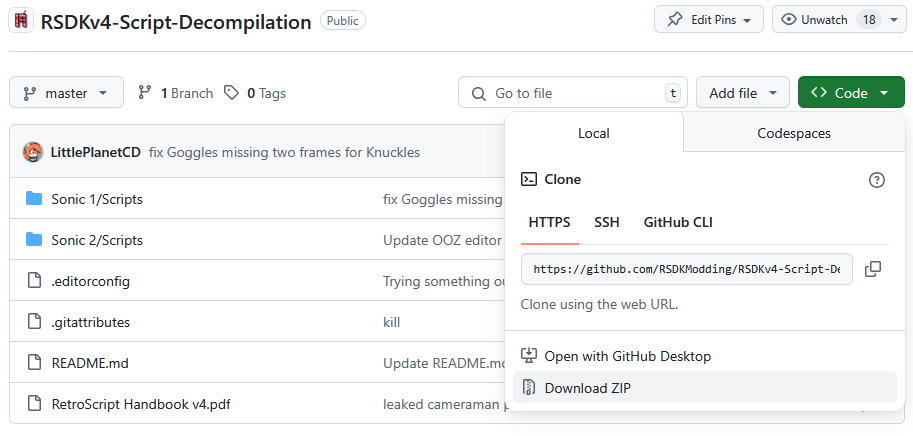 RSDKv4-Script-Decompilation Public
Edit Pins Unwatch 18
master 1 Branch 0 Tags Go to file t Add file Code
Local Codespaces
LittlePlanetCD fix Goggles missing two frames for Knuckles
Clone
Sonic 1/Scripts fix Goggles missing
HTTPS SSH GitHub CLI
Sonic 2/Scripts Update OOZ editor
https://github.com/RSDKModding/RSDKv4-Script-De
.editorconfig Trying something ou
Clone using the web URL.
.gitattributes kill
README.md Update README.md
Open with GitHub Desktop
Download ZIP
RetroScript Handbook v4.pdf leaked cameraman p